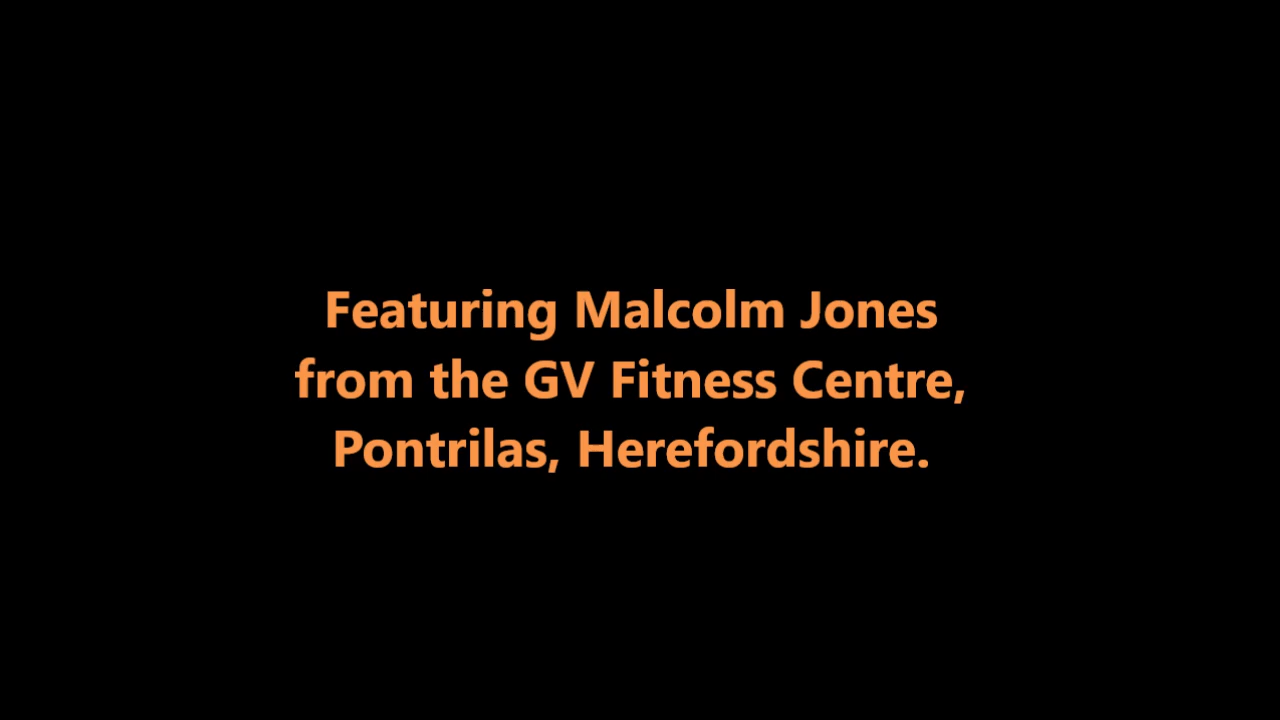 Featuring Malcolm Jones
from the GV Fitness Centre,
Pontrilas, Herefordshire.